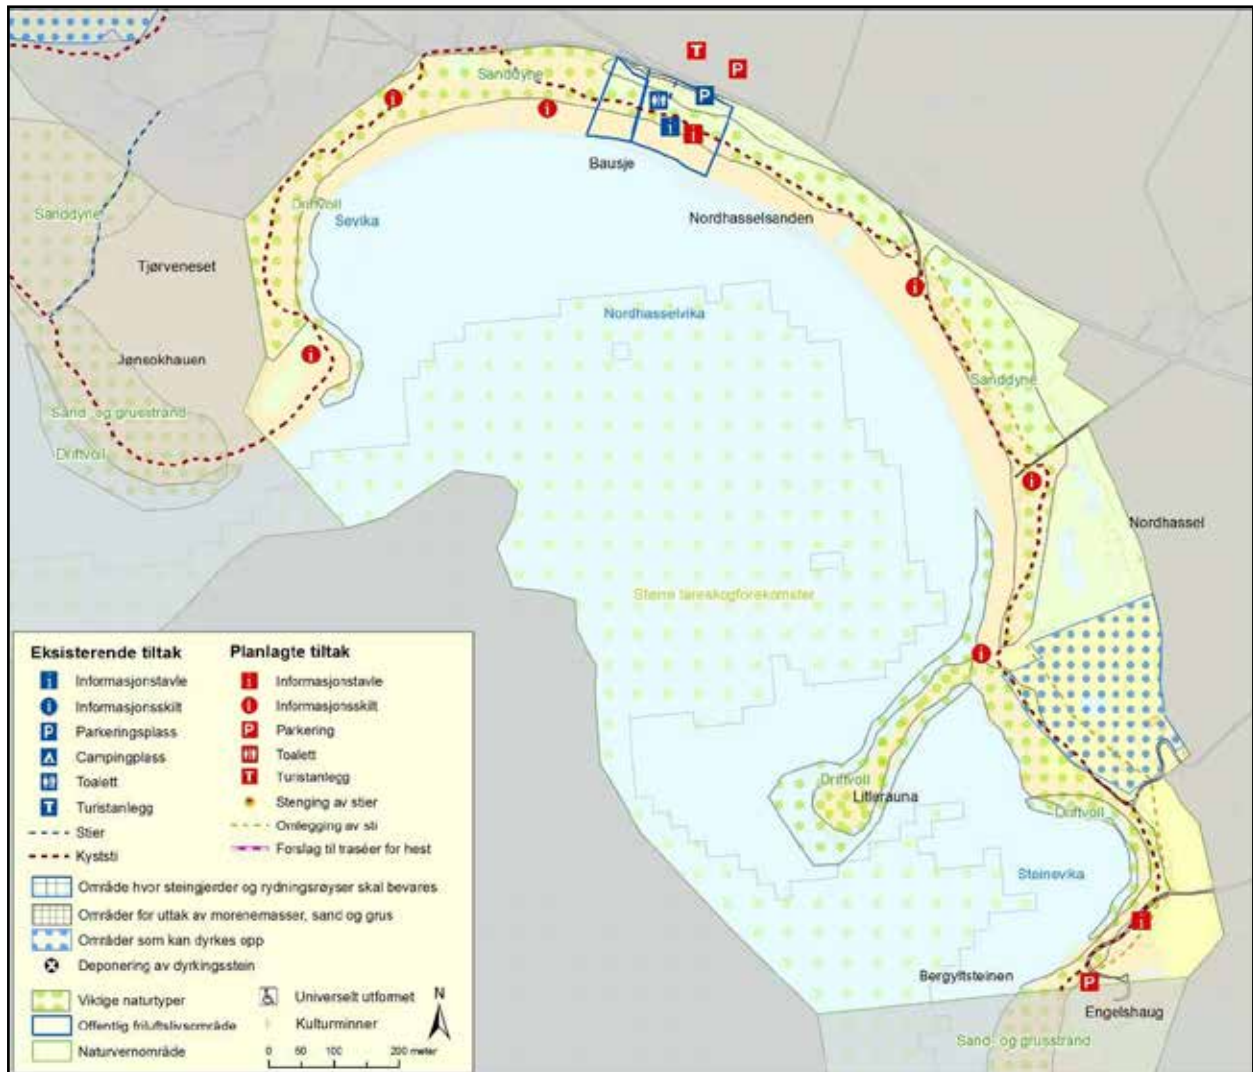 T
P
Sanddyne
P
i
i
i
i
Bausje
Driftvoll
Sevika
Nordhasselsanden
Sanddyne
Tjørveneset
i
Nordhasselvika
i
Jønsokhauen
Sanddyne
Sand- og grusstrand
Driftvoll
i
Nordhassel
Større tareskogforekomster
i
Driftvoll
Litlerauna
Driftvoll
Steinevika
i
Bergyltsteinen
P
Engelshaug
Sand- og grusstrand
Eksisterende tiltak
i Informasjonstavle
i Informasjonsskilt
P Parkeringsplass
Campingplass
Toalett
T Turistanlegg
Stier
Kyststi
Planlagte tiltak
i Informasjonstavle
i Informasjonsskilt
P Parkering
Toalett
T Turistanlegg
Stenging av stier
Omlegging av sti
Forslag til traséer for hest
Område hvor steingjerder og rydningsrøyser skal bevares
Områder for uttak av morenemasser, sand og grus
Områder som kan dyrkes opp
Deponering av dyrkingsstein
Viktige naturtyper
Offentlig friluftslivsområde
Naturvernområde
Universelt utformet
Kulturminner
N
0 50 100 200 meter